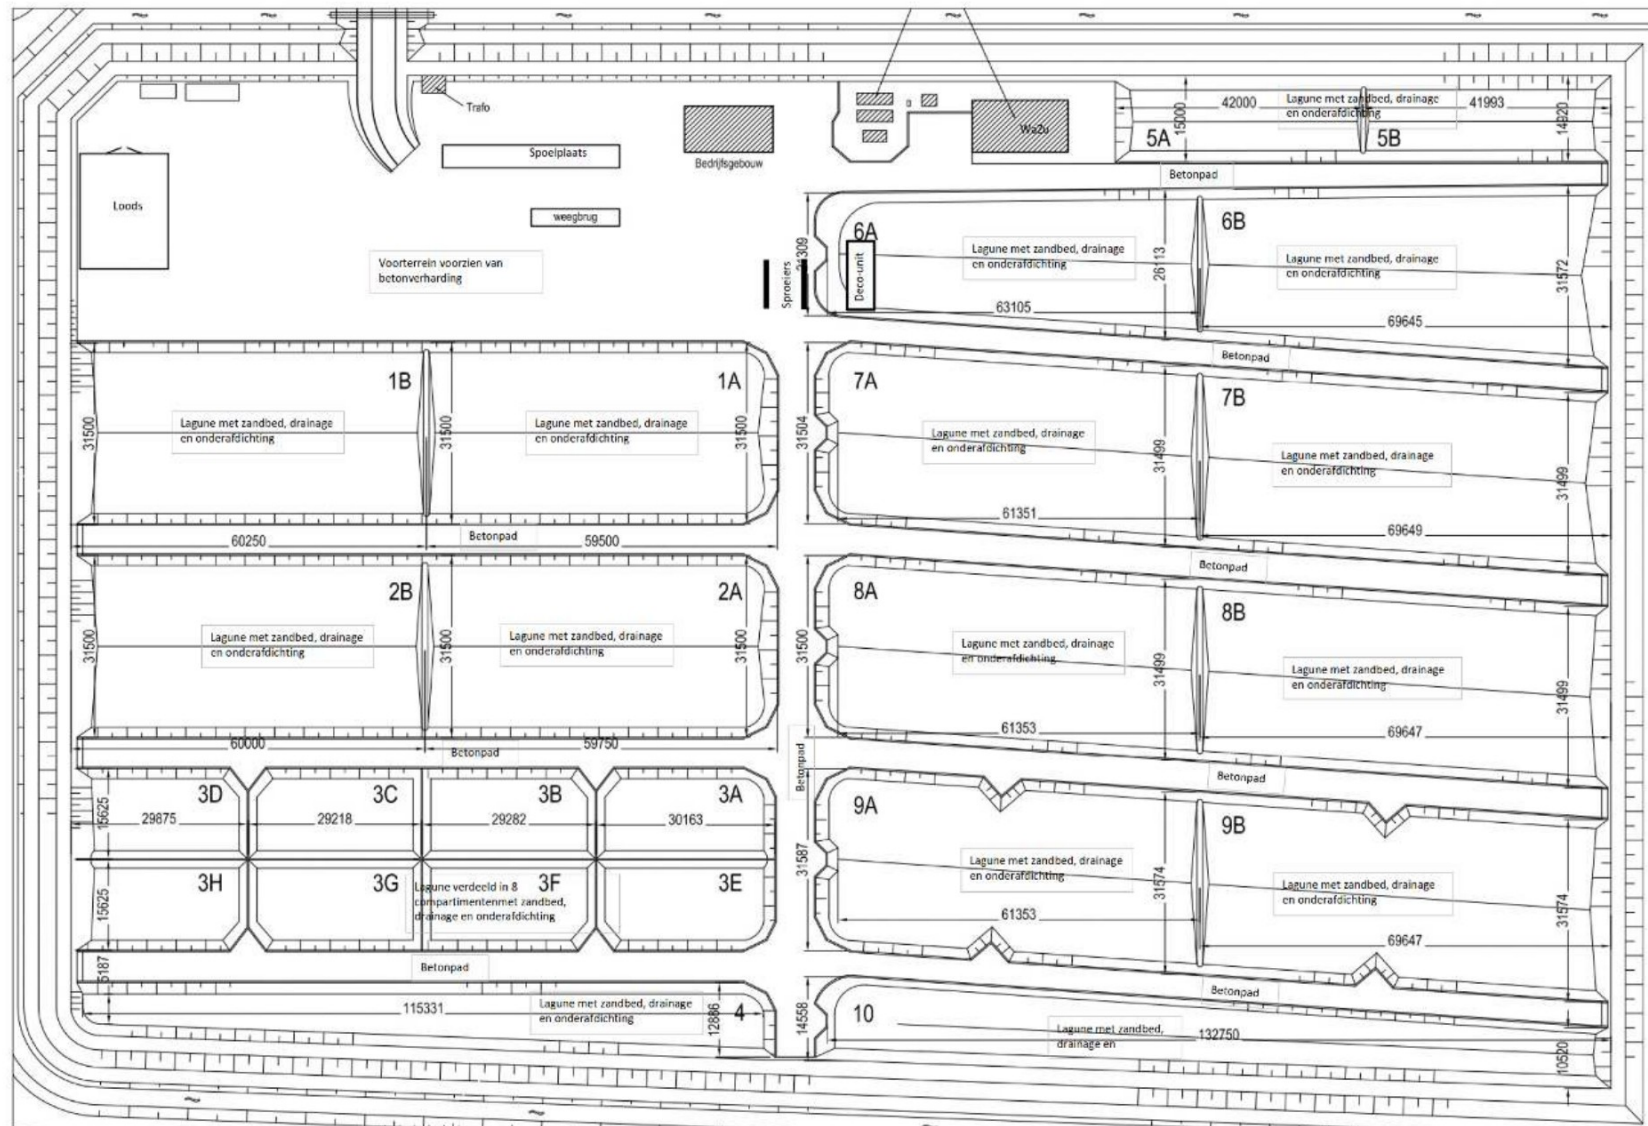 Trafo
Spoelplaats
Bedrijfsgebouw
WaZu
42000
Lagune met zandbed, drainage
en onderafdichting
41993
15000
14920
5A
5B
Betonpad
Loods
weegbrug
Voorterrein voorzien van
betonverharding
Sproeiers
6A
Deco-unit
Lagune met zandbed, drainage
en onderafdichting
26113
63105
6B
Lagune met zandbed, drainage
en onderafdichting
31572
69645
Betonpad
1B
Lagune met zandbed, drainage
en onderafdichting
31500
31500
1A
Lagune met zandbed, drainage
en onderafdichting
31500
31504
7A
Lagune met zandbed, drainage
en onderafdichting
31499
61351
7B
Lagune met zandbed, drainage
en onderafdichting
31499
69649
60250
Betonpad
59500
Betonpad
2B
Lagune met zandbed, drainage
en onderafdichting
31500
31500
2A
Lagune met zandbed, drainage
en onderafdichting
31500
31500
8A
Lagune met zandbed, drainage
en onderafdichting
31499
61353
8B
Lagune met zandbed, drainage
en onderafdichting
31499
69647
60000
Betonpad
59750
Betonpad
Betonpad
3D
3C
3B
3A
15625
29875
29218
29282
30163
3H
3G
3F
3E
15625
Lagune verdeeld in 8
compartimentenmet zandbed,
drainage en onderafdichting
31587
9A
Lagune met zandbed, drainage
en onderafdichting
31574
61353
9B
Lagune met zandbed, drainage
en onderafdichting
31574
69647
Betonpad
Betonpad
5187
115331
Lagune met zandbed, drainage
en onderafdichting
12886
4
14558
10
Lagune met zandbed,
drainage en
132750
10520